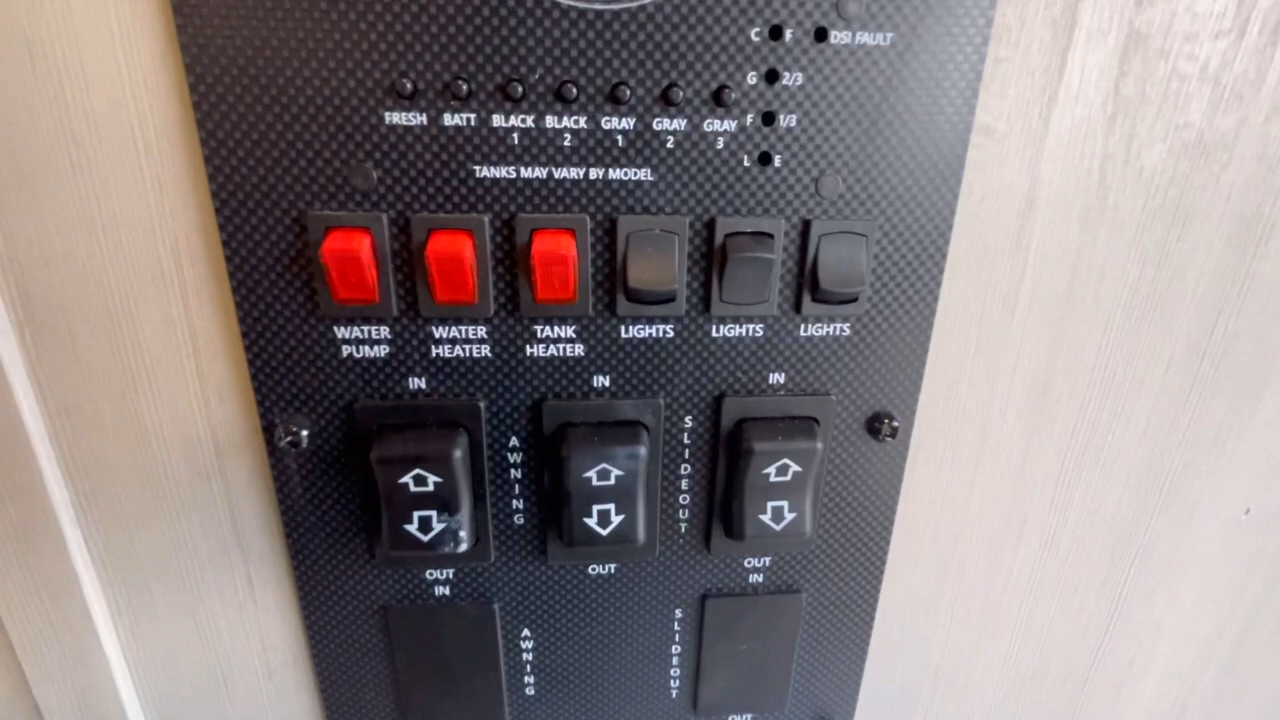 C F DSI FAULT
G 2/3
FRESH BATT BLACK 1 BLACK 2 GRAY 1 GRAY 2 GRAY 3
F 1/3
L E
TANKS MAY VARY BY MODEL
WATER PUMP
WATER HEATER
TANK HEATER
LIGHTS
LIGHTS
LIGHTS
IN
IN
IN
AWNING
SLIDEOUT
OUT
OUT
OUT
IN
IN
AWNING
SLIDEOUT
OUT